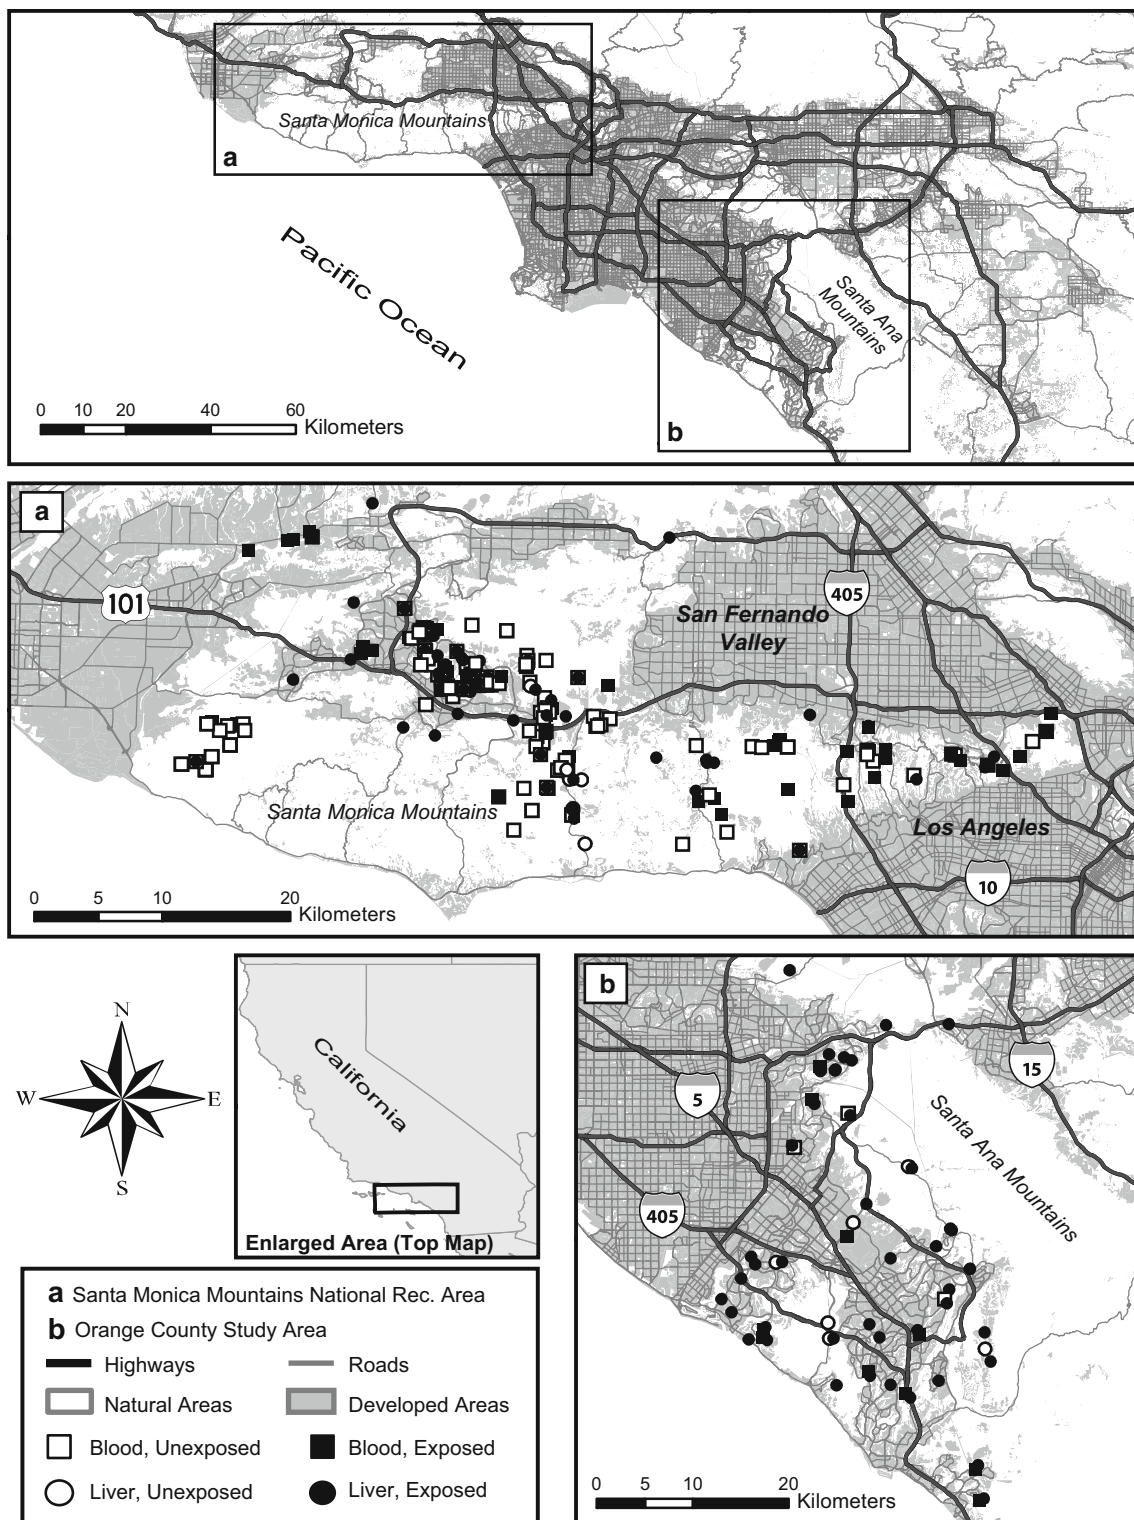 Santa Monica Mountains
a
Pacific Ocean
Santa Ana
Mountains
0 10 20 40 60
Kilometers
b
a
101
405
San Fernando
Valley
Santa Monica Mountains
Los Angeles
10
0 5 10 20
Kilometers
N
W E
S
California
Enlarged Area (Top Map)
b
15
5
Santa Ana Mountains
405
0 5 10 20
Kilometers
a Santa Monica Mountains National Rec. Area
b Orange County Study Area
Highways Roads
Natural Areas Developed Areas
Blood, Unexposed Blood, Exposed
Liver, Unexposed Liver, Exposed